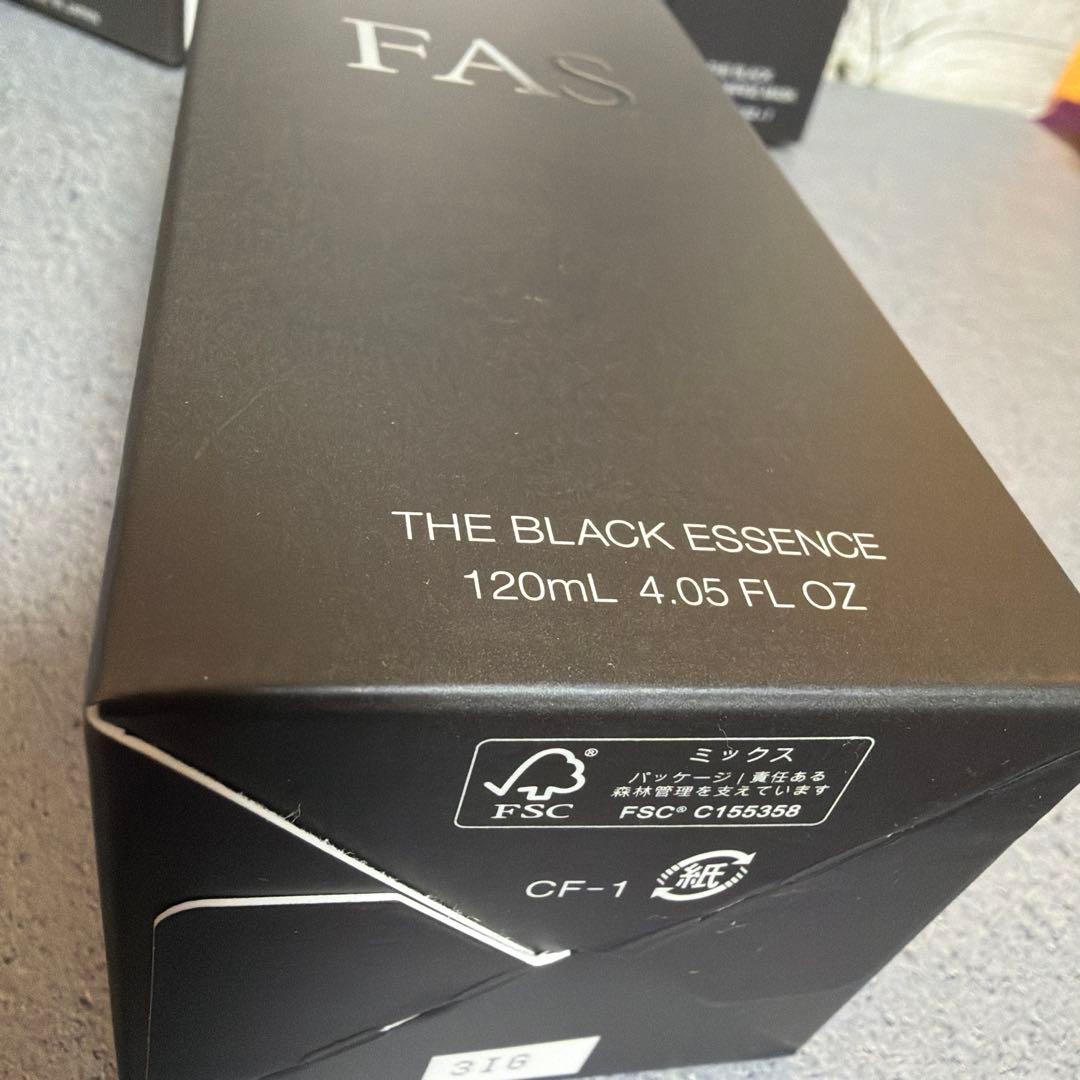 FAS
THE BLACK ESSENCE
120mL 4.05 FL OZ
FSC®
ミックス
パッケージ | 責任ある
森林管理を支えています
FSC® C155358
CF-1 紙
3IG